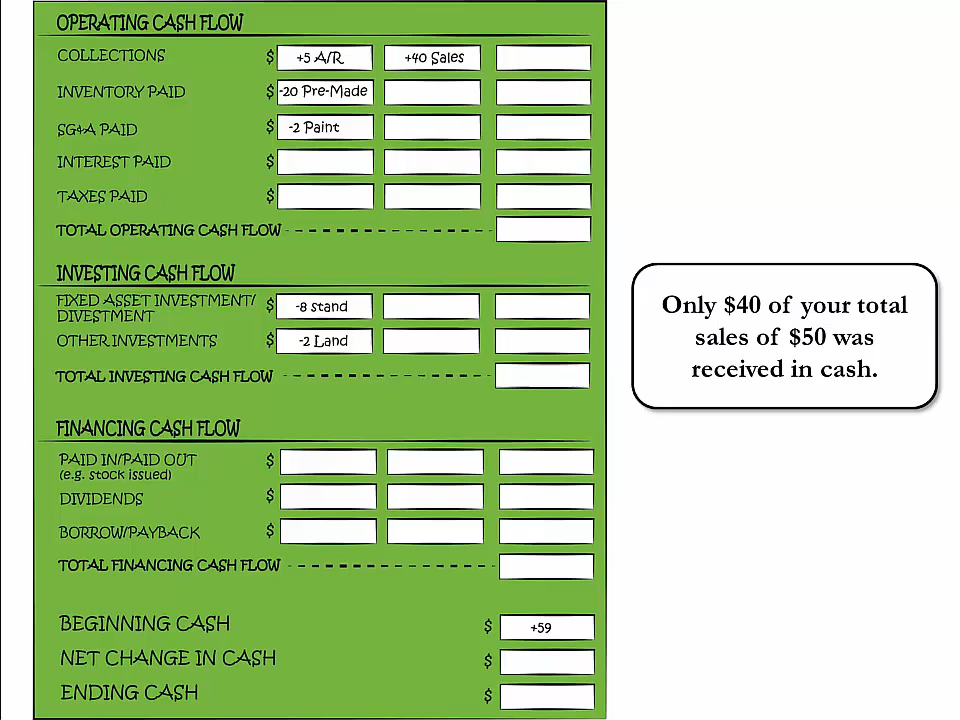 OPERATING CASH FLOW
COLLECTIONS $ +5 A/R +40 Sales
INVENTORY PAID $ -20 Pre-Made
SG&A PAID $ -2 Paint
INTEREST PAID $
TAXES PAID $
TOTAL OPERATING CASH FLOW
INVESTING CASH FLOW
FIXED ASSET INVESTMENT/
DIVESTMENT $ -8 stand
OTHER INVESTMENTS $ -2 Land
TOTAL INVESTING CASH FLOW
FINANCING CASH FLOW
PAID IN/PAID OUT $
(e.g. stock issued)
DIVIDENDS $
BORROW/PAYBACK $
TOTAL FINANCING CASH FLOW
BEGINNING CASH $ +59
NET CHANGE IN CASH $
ENDING CASH $
Only $40 of your total
sales of $50 was
received in cash.